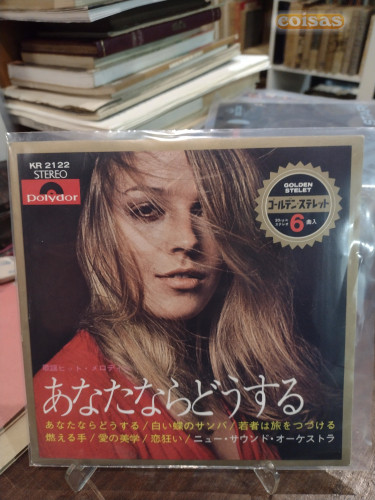 eoisas
KR 2122
STEREO
Polydor
GOLDEN
STELET
ゴールデン・ステレット
6曲入
歌謡ヒット・メロディー
あなたならどうする
あなたならどうする/白い蝶のサンバ/若者は旅をつづける
燃える手/愛の美学/恋狂い/ニュー・サウンド・オーケストラ